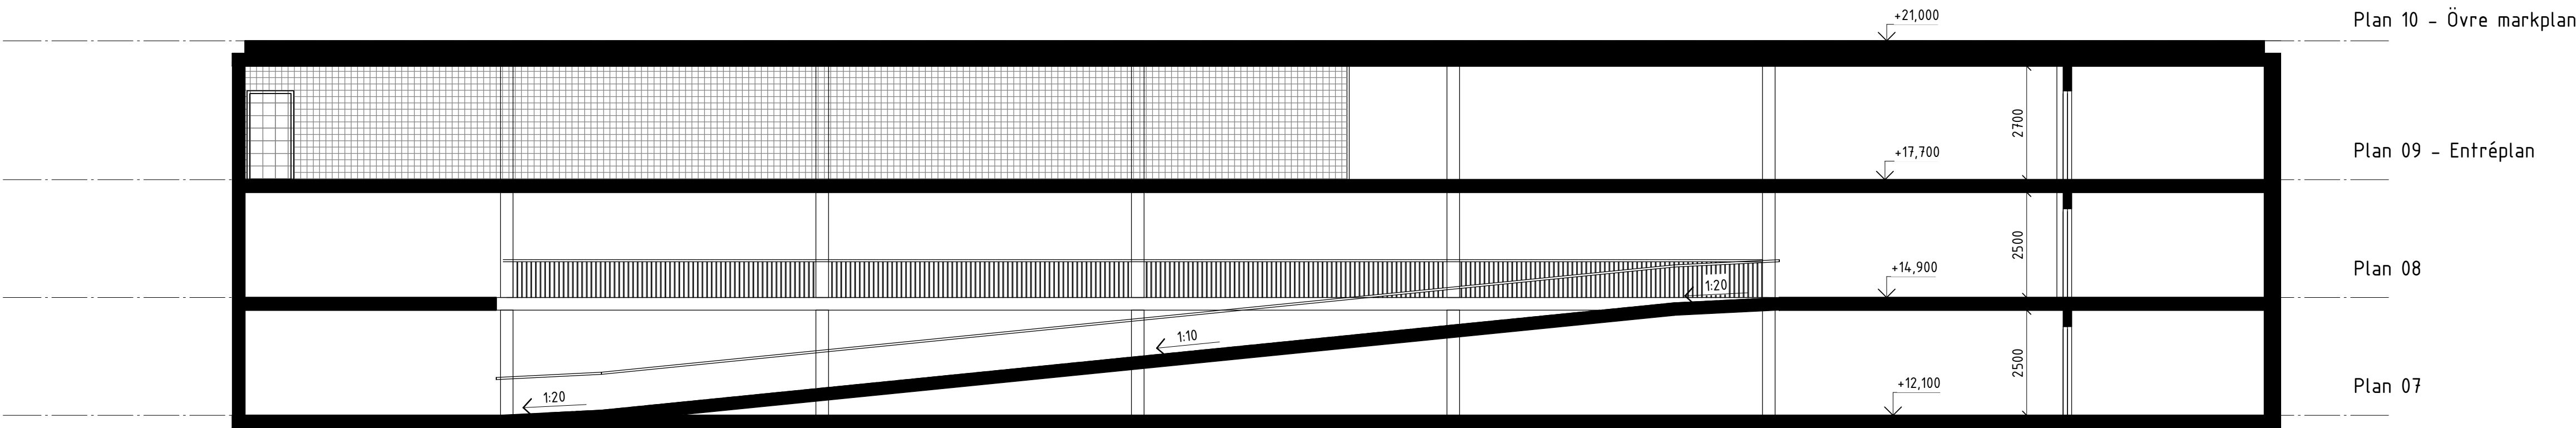 +21,000
Plan 10 - Övre markplan
2700
+17,700
Plan 09 - Entréplan
2500
+14,900
Plan 08
1:20
1:10
2500
1:20
+12,100
Plan 07